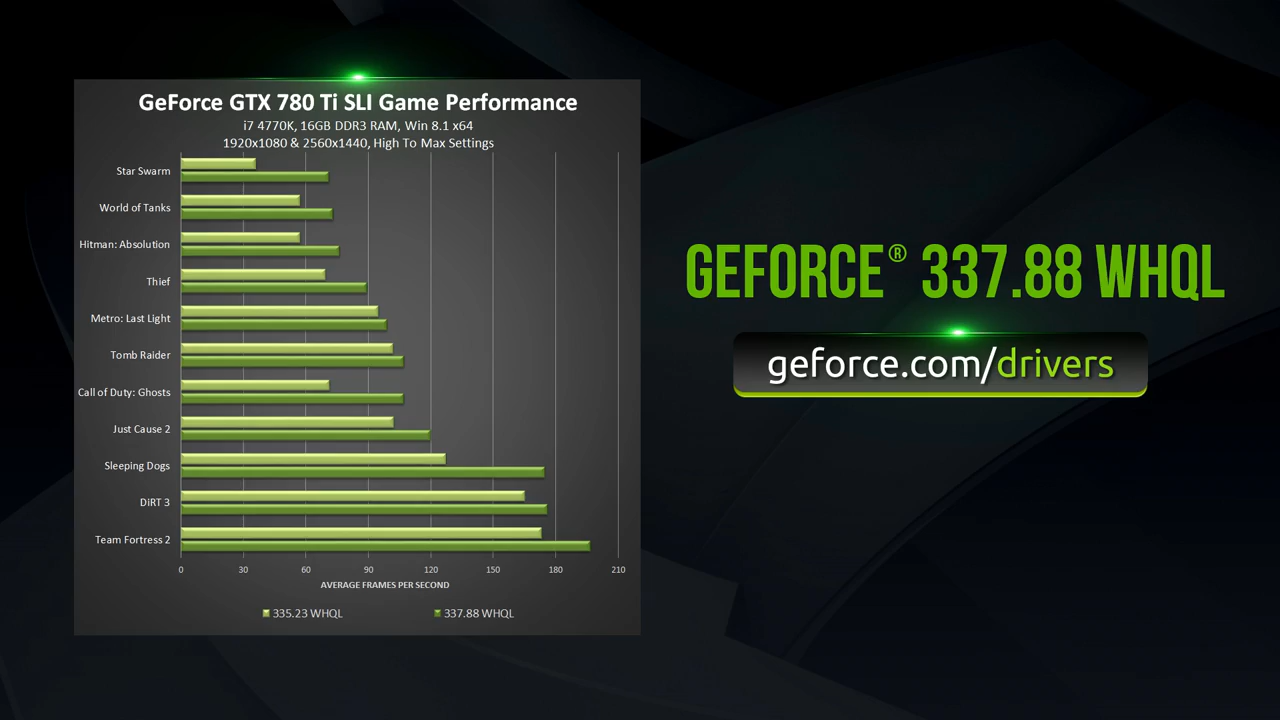 GeForce GTX 780 Ti SLI Game Performance
i7 4770K, 16GB DDR3 RAM, Win 8.1 x64
1920x1080 & 2560x1440, High To Max Settings
Star Swarm
World of Tanks
Hitman: Absolution
Thief
Metro: Last Light
Tomb Raider
Call of Duty: Ghosts
Just Cause 2
Sleeping Dogs
DiRT 3
Team Fortress 2
0 30 60 90 120 150 180 210
AVERAGE FRAMES PER SECOND
335.23 WHQL 337.88 WHQL
GEFORCE® 337.88 WHQL
geforce.com/drivers